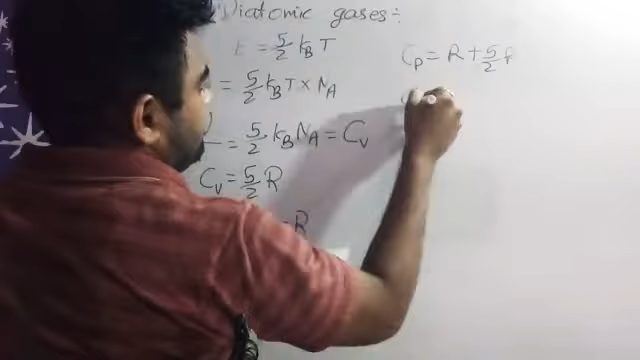 Diatomic gases:-
E = 5/2 k_B T
= 5/2 k_B T × N_A
= 5/2 k_B N_A = C_v
C_v = 5/2 R
= R
C_p = R + 5/2